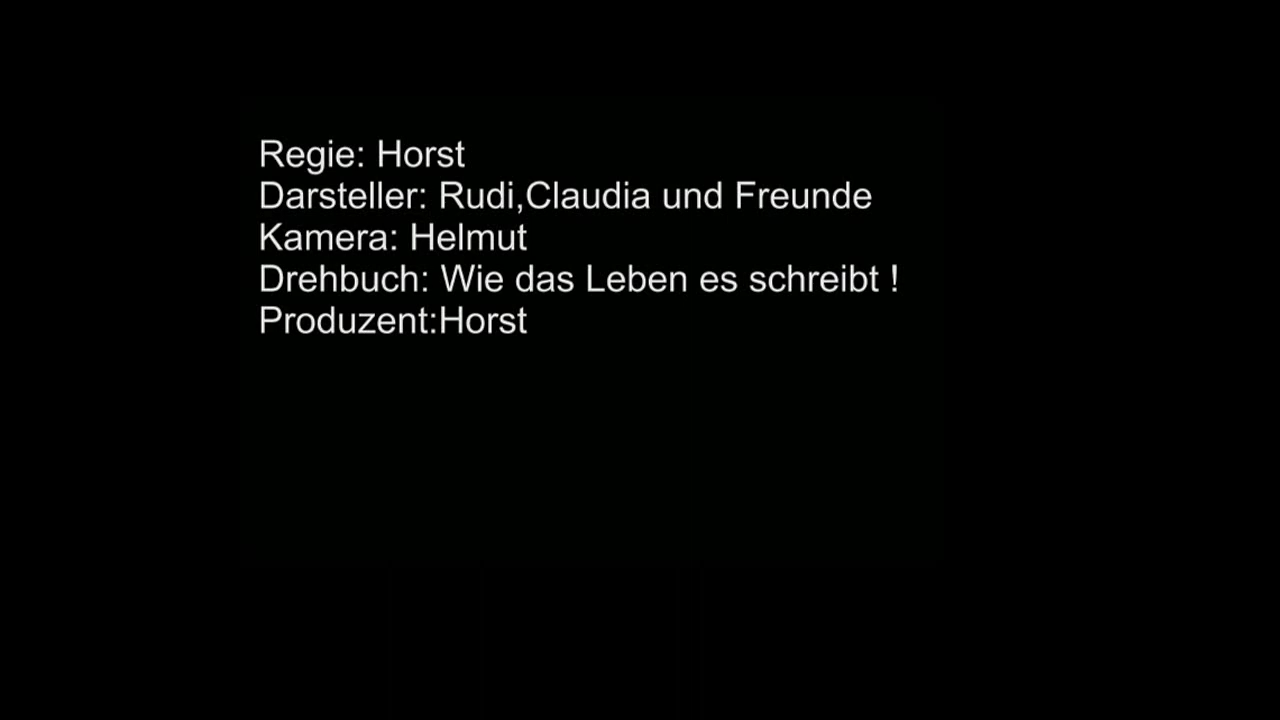 Regie: Horst
Darsteller: Rudi,Claudia und Freunde
Kamera: Helmut
Drehbuch: Wie das Leben es schreibt !
Produzent:Horst